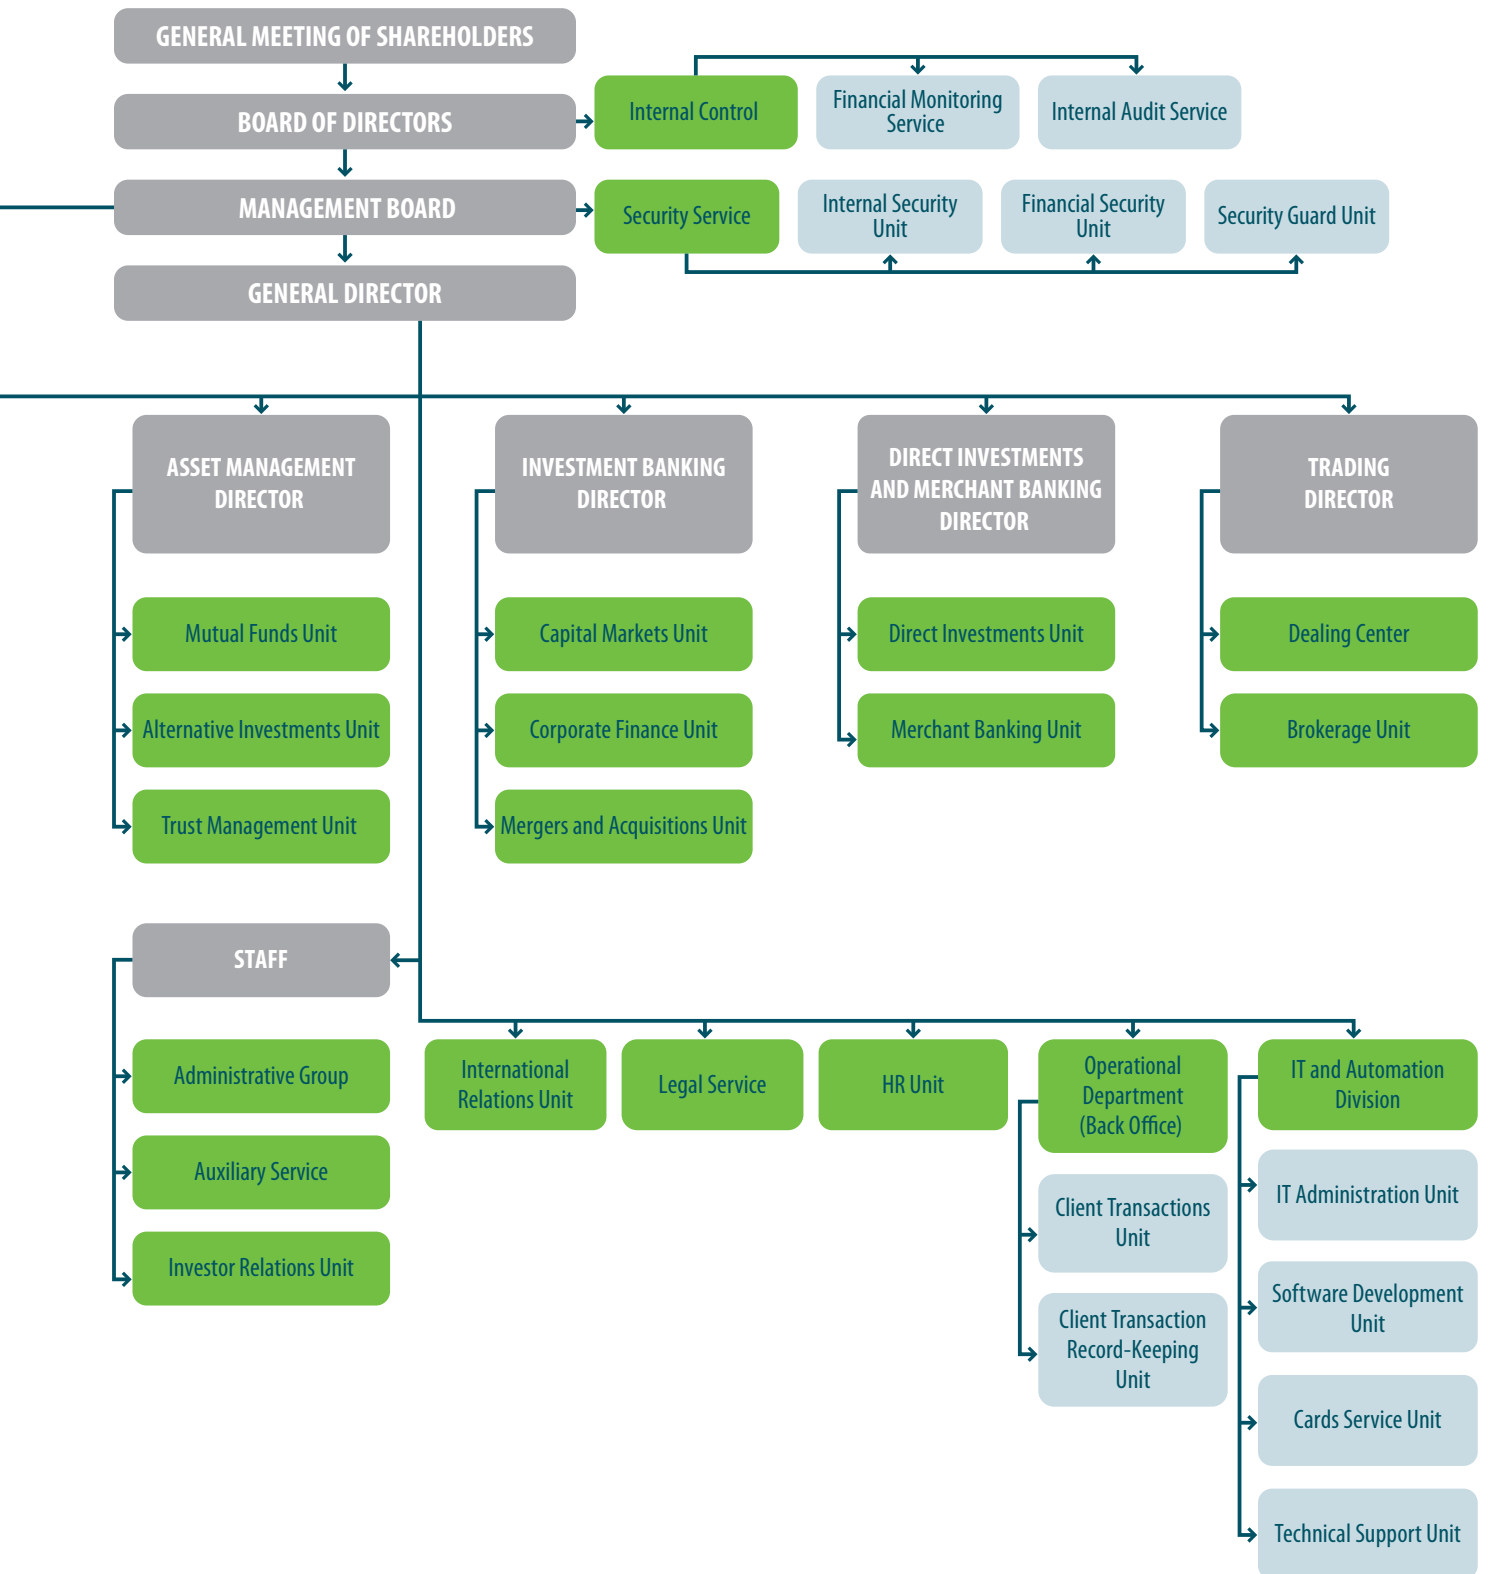 GENERAL MEETING OF SHAREHOLDERS
BOARD OF DIRECTORS
Internal Control
Financial Monitoring
Service
Internal Audit Service
MANAGEMENT BOARD
Security Service
Internal Security
Unit
Financial Security
Unit
Security Guard Unit
GENERAL DIRECTOR
ASSET MANAGEMENT
DIRECTOR
INVESTMENT BANKING
DIRECTOR
DIRECT INVESTMENTS
AND MERCHANT BANKING
DIRECTOR
TRADING
DIRECTOR
Mutual Funds Unit
Capital Markets Unit
Direct Investments Unit
Dealing Center
Alternative Investments Unit
Corporate Finance Unit
Merchant Banking Unit
Brokerage Unit
Trust Management Unit
Mergers and Acquisitions Unit
STAFF
Administrative Group
Auxiliary Service
Investor Relations Unit
International
Relations Unit
Legal Service
HR Unit
Operational
Department
(Back Office)
Client Transactions
Unit
Client Transaction
Record-Keeping
Unit
IT and Automation
Division
IT Administration Unit
Software Development
Unit
Cards Service Unit
Technical Support Unit